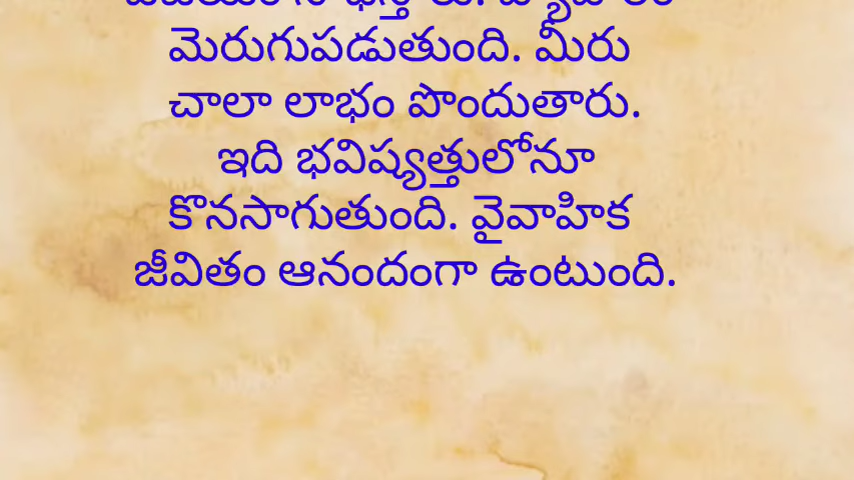 మెరుగుపడుతుంది. మీరు
చాలా లాభం పొందుతారు.
ఇది భవిష్యత్తులోనూ
కొనసాగుతుంది. వైవాహిక
జీవితం ఆనందంగా ఉంటుంది.